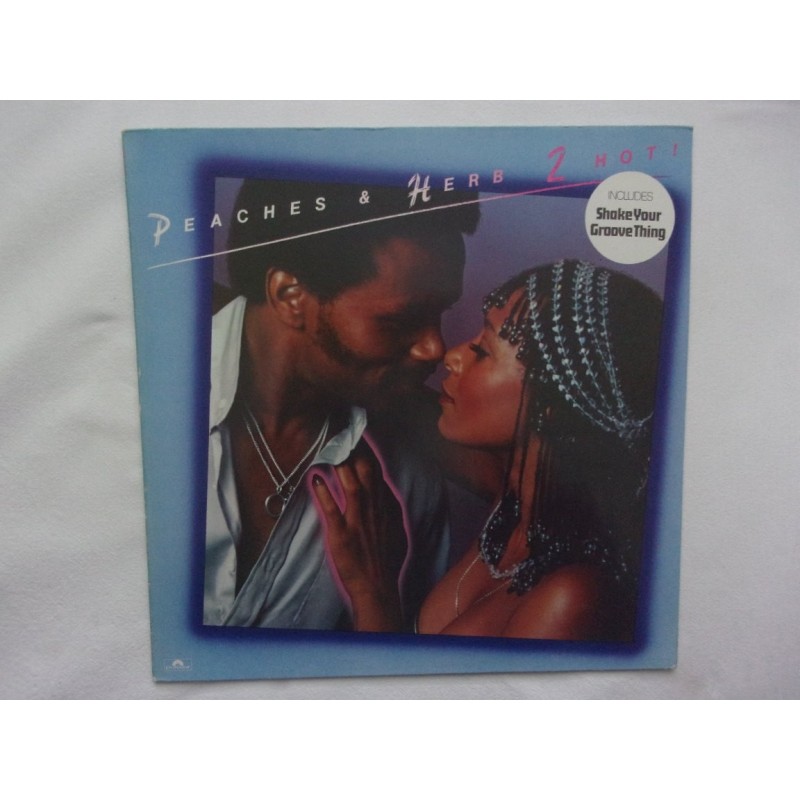 PEACHES & HERB 2 HOT!
INCLUDES
Shake Your
Groove Thing